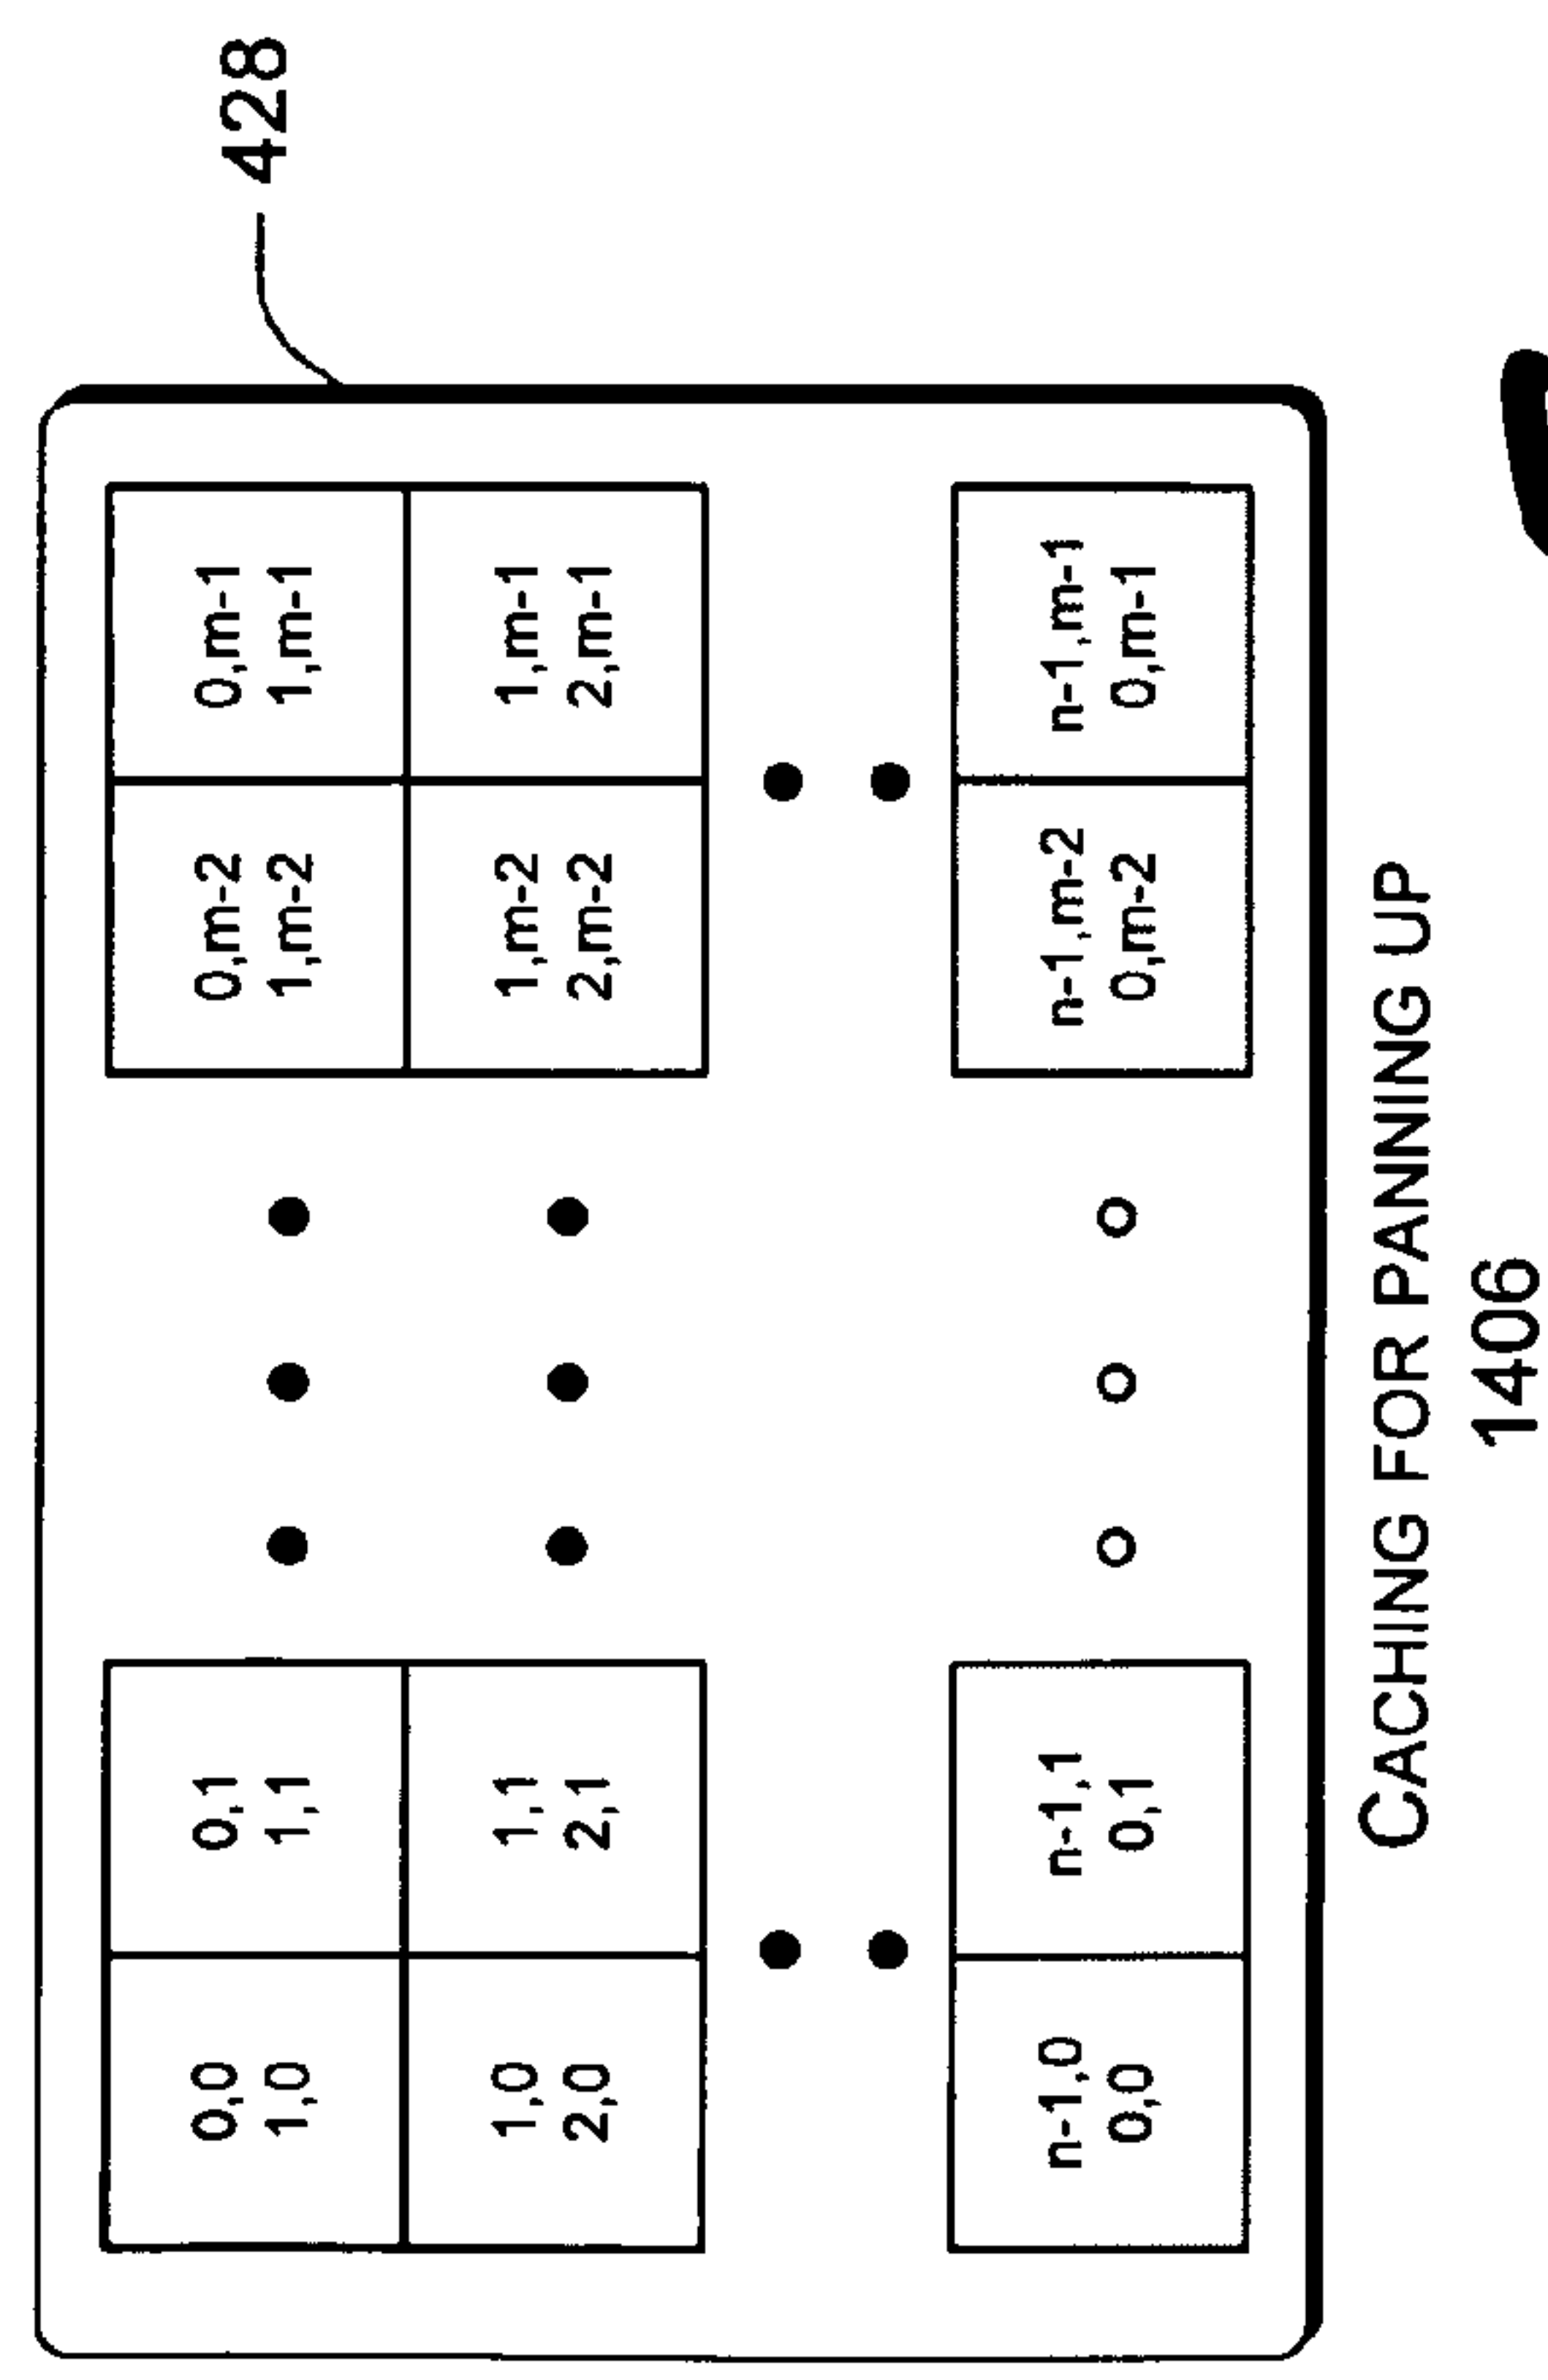 428
0,0
1,0
0,1
1,1
0,m-2
1,m-2
0,m-1
1,m-1
1,0
2,0
1,1
2,1
1,m-2
2,m-2
1,m-1
2,m-1
n-1,0
0,0
n-1,1
0,1
n-1,m-2
0,m-2
n-1,m-1
0,m-1
CACHING FOR PANNING UP
1406